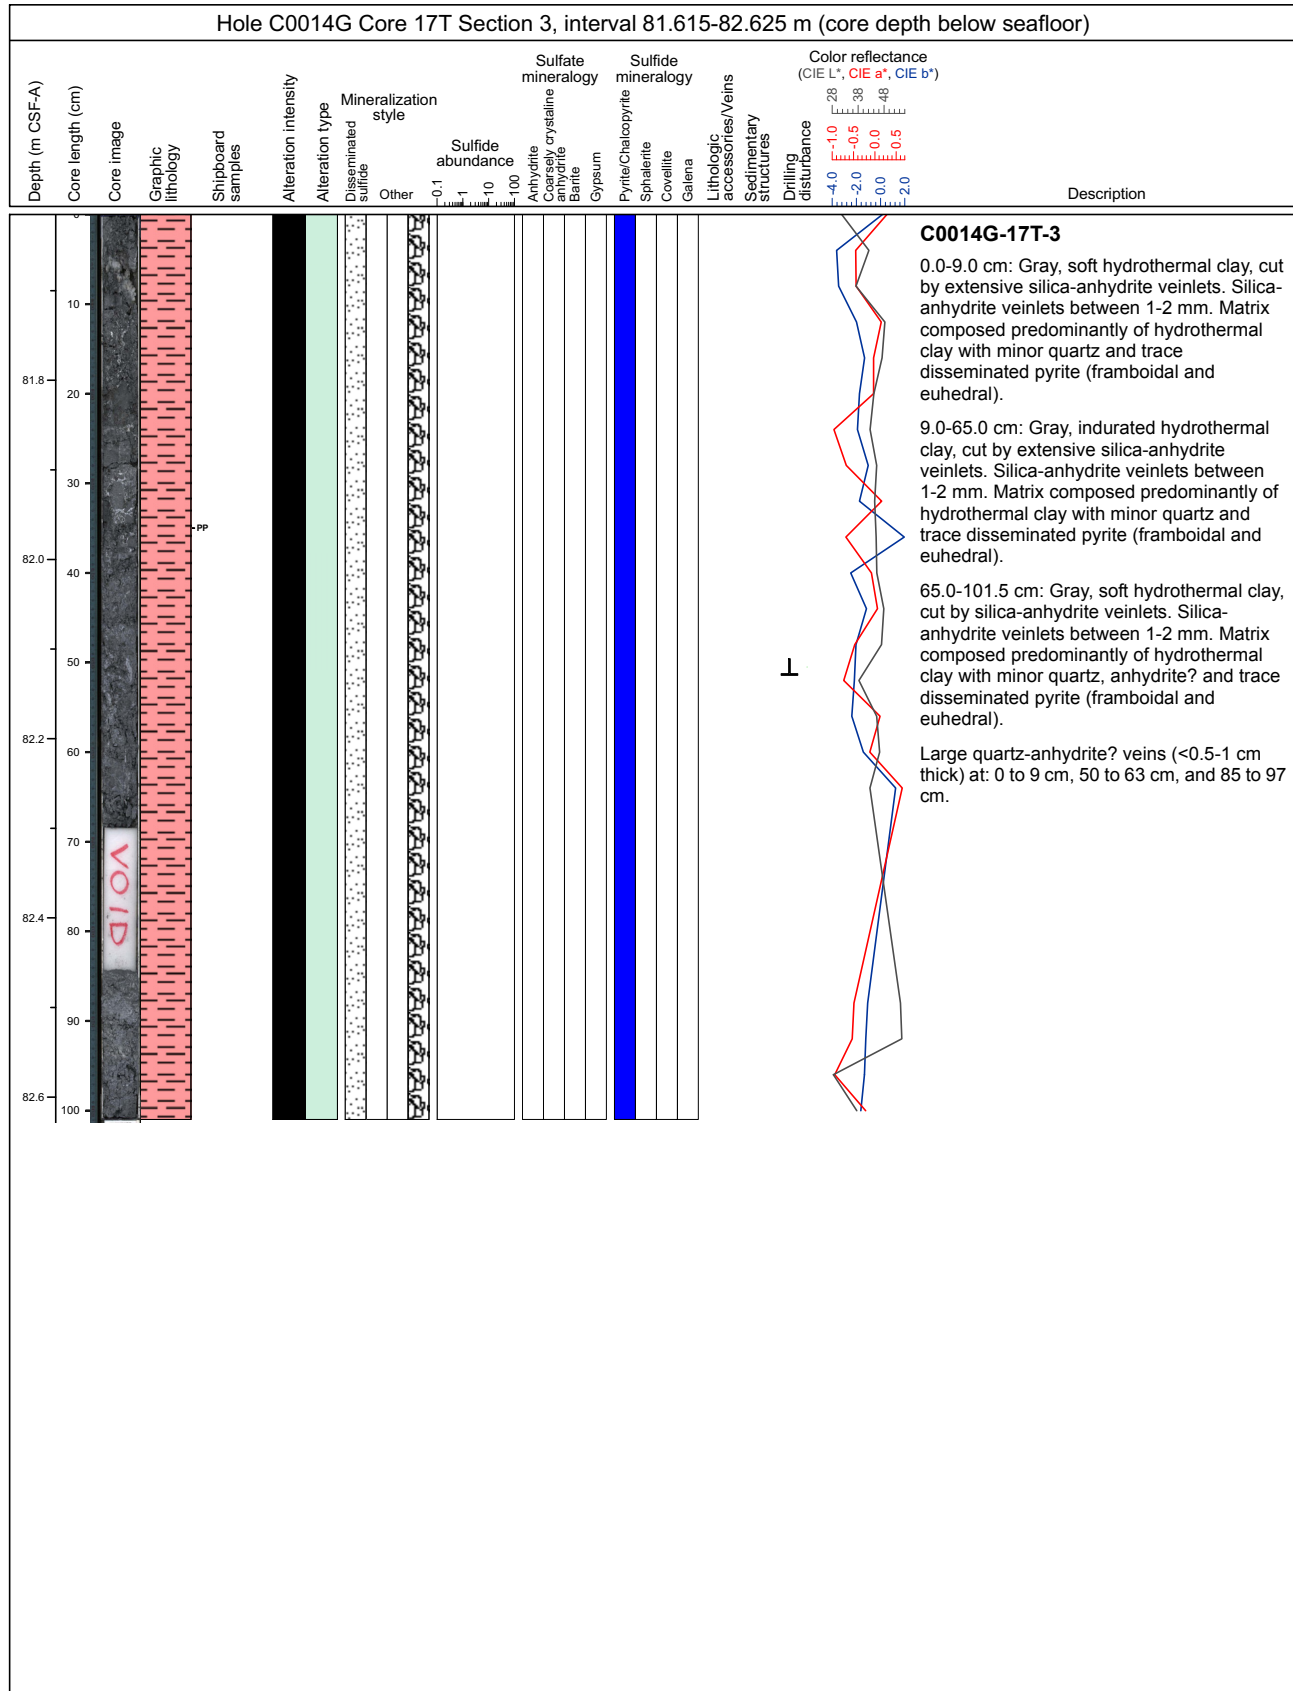 Hole C0014G Core 17T Section 3, interval 81.615-82.625 m (core depth below seafloor)
Depth (m CSF-A)
Core length (cm)
Core image
Graphic
lithology
Shipboard
samples
Alteration intensity
Alteration type
Mineralization
style
Disseminated
sulfide
Other
Sulfide
abundance
0.1
1
10
100
Sulfate
mineralogy
Anhydrite
Coarsely crystaline
anhydrite
Barite
Gypsum
Sulfide
mineralogy
Pyrite/Chalcopyrite
Sphalerite
Covellite
Galena
Lithologic
accessories/Veins
Sedimentary
structures
Drilling
disturbance
Color reflectance
(CIE L*, CIE a*, CIE b*)
28
38
48
-1.0
-0.5
0.0
0.5
-4.0
-2.0
0.0
2.0
Description
0
10
81.8
20
30
PP
82.0
40
50
82.2
60
70
VOID
82.4
80
90
82.6
100
C0014G-17T-3
0.0-9.0 cm: Gray, soft hydrothermal clay, cut
by extensive silica-anhydrite veinlets. Silica-
anhydrite veinlets between 1-2 mm. Matrix
composed predominantly of hydrothermal
clay with minor quartz and trace
disseminated pyrite (framboidal and
euhedral).
9.0-65.0 cm: Gray, indurated hydrothermal
clay, cut by extensive silica-anhydrite
veinlets. Silica-anhydrite veinlets between
1-2 mm. Matrix composed predominantly of
hydrothermal clay with minor quartz and
trace disseminated pyrite (framboidal and
euhedral).
65.0-101.5 cm: Gray, soft hydrothermal clay,
cut by silica-anhydrite veinlets. Silica-
anhydrite veinlets between 1-2 mm. Matrix
composed predominantly of hydrothermal
clay with minor quartz, anhydrite? and trace
disseminated pyrite (framboidal and
euhedral).
Large quartz-anhydrite? veins (<0.5-1 cm
thick) at: 0 to 9 cm, 50 to 63 cm, and 85 to 97
cm.